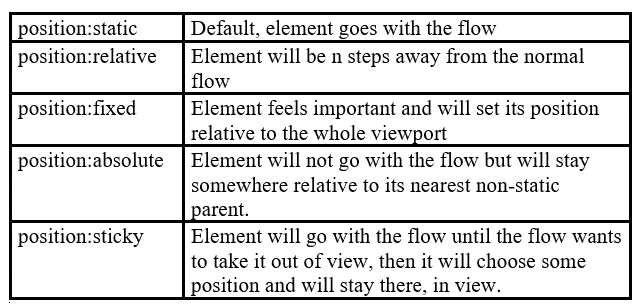 position:static Default, element goes with the flow
position:relative Element will be n steps away from the normal
flow
position:fixed Element feels important and will set its position
relative to the whole viewport
position:absolute Element will not go with the flow but will stay
somewhere relative to its nearest non-static
parent.
position:sticky Element will go with the flow until the flow wants
to take it out of view, then it will choose some
position and will stay there, in view.